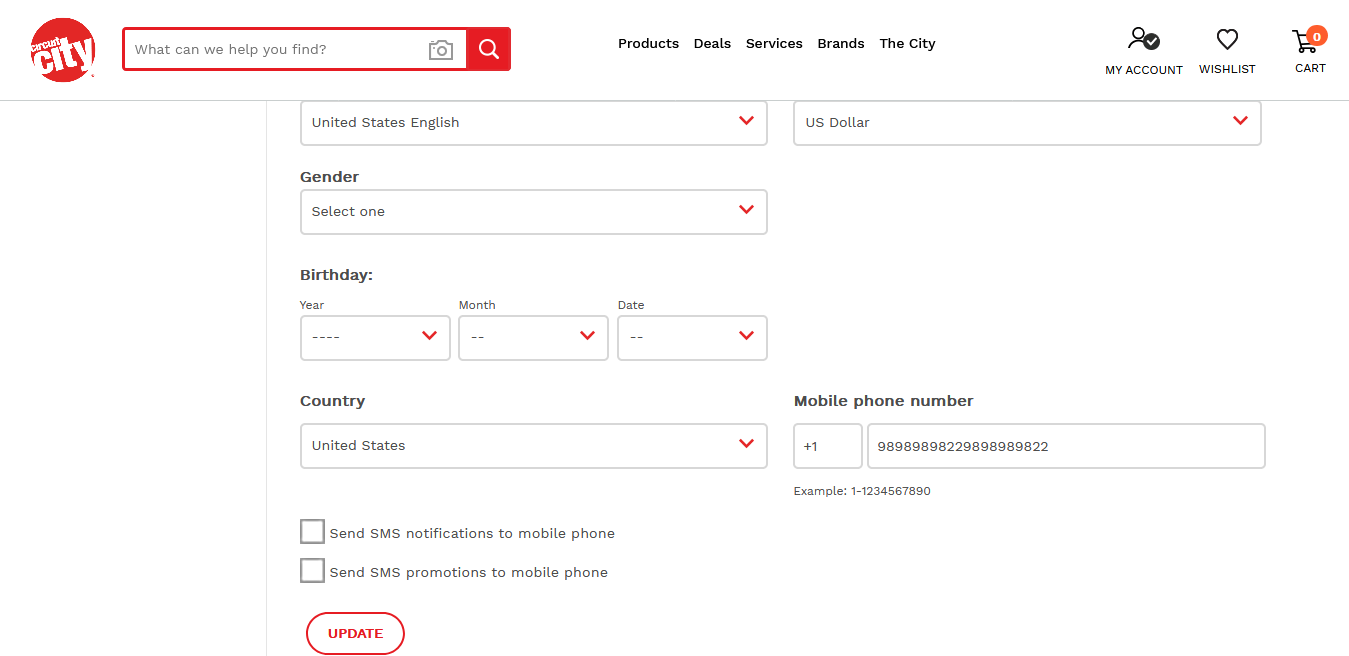 circuit
city
What can we help you find?
Products Deals Services Brands The City
MY ACCOUNT
WISHLIST
0
CART
United States English
US Dollar
Gender
Select one
Birthday:
Year Month Date
---- -- --
Country
United States
Mobile phone number
+1 98989898229898989822
Example: 1-1234567890
Send SMS notifications to mobile phone
Send SMS promotions to mobile phone
UPDATE